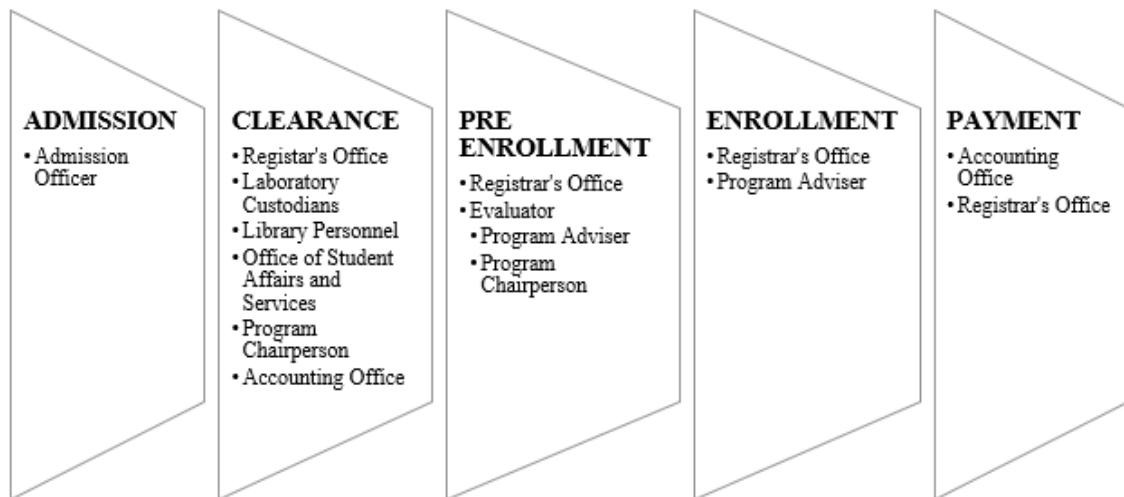 ADMISSION
• Admission
Officer
CLEARANCE
• Registar's Office
• Laboratory
Custodians
• Library Personnel
• Office of Student
Affairs and
Services
• Program
Chairperson
• Accounting Office
PRE
ENROLLMENT
• Registrar's Office
• Evaluator
• Program Adviser
• Program
Chairperson
ENROLLMENT
• Registrar's Office
• Program Adviser
PAYMENT
• Accounting
Office
• Registrar's Office